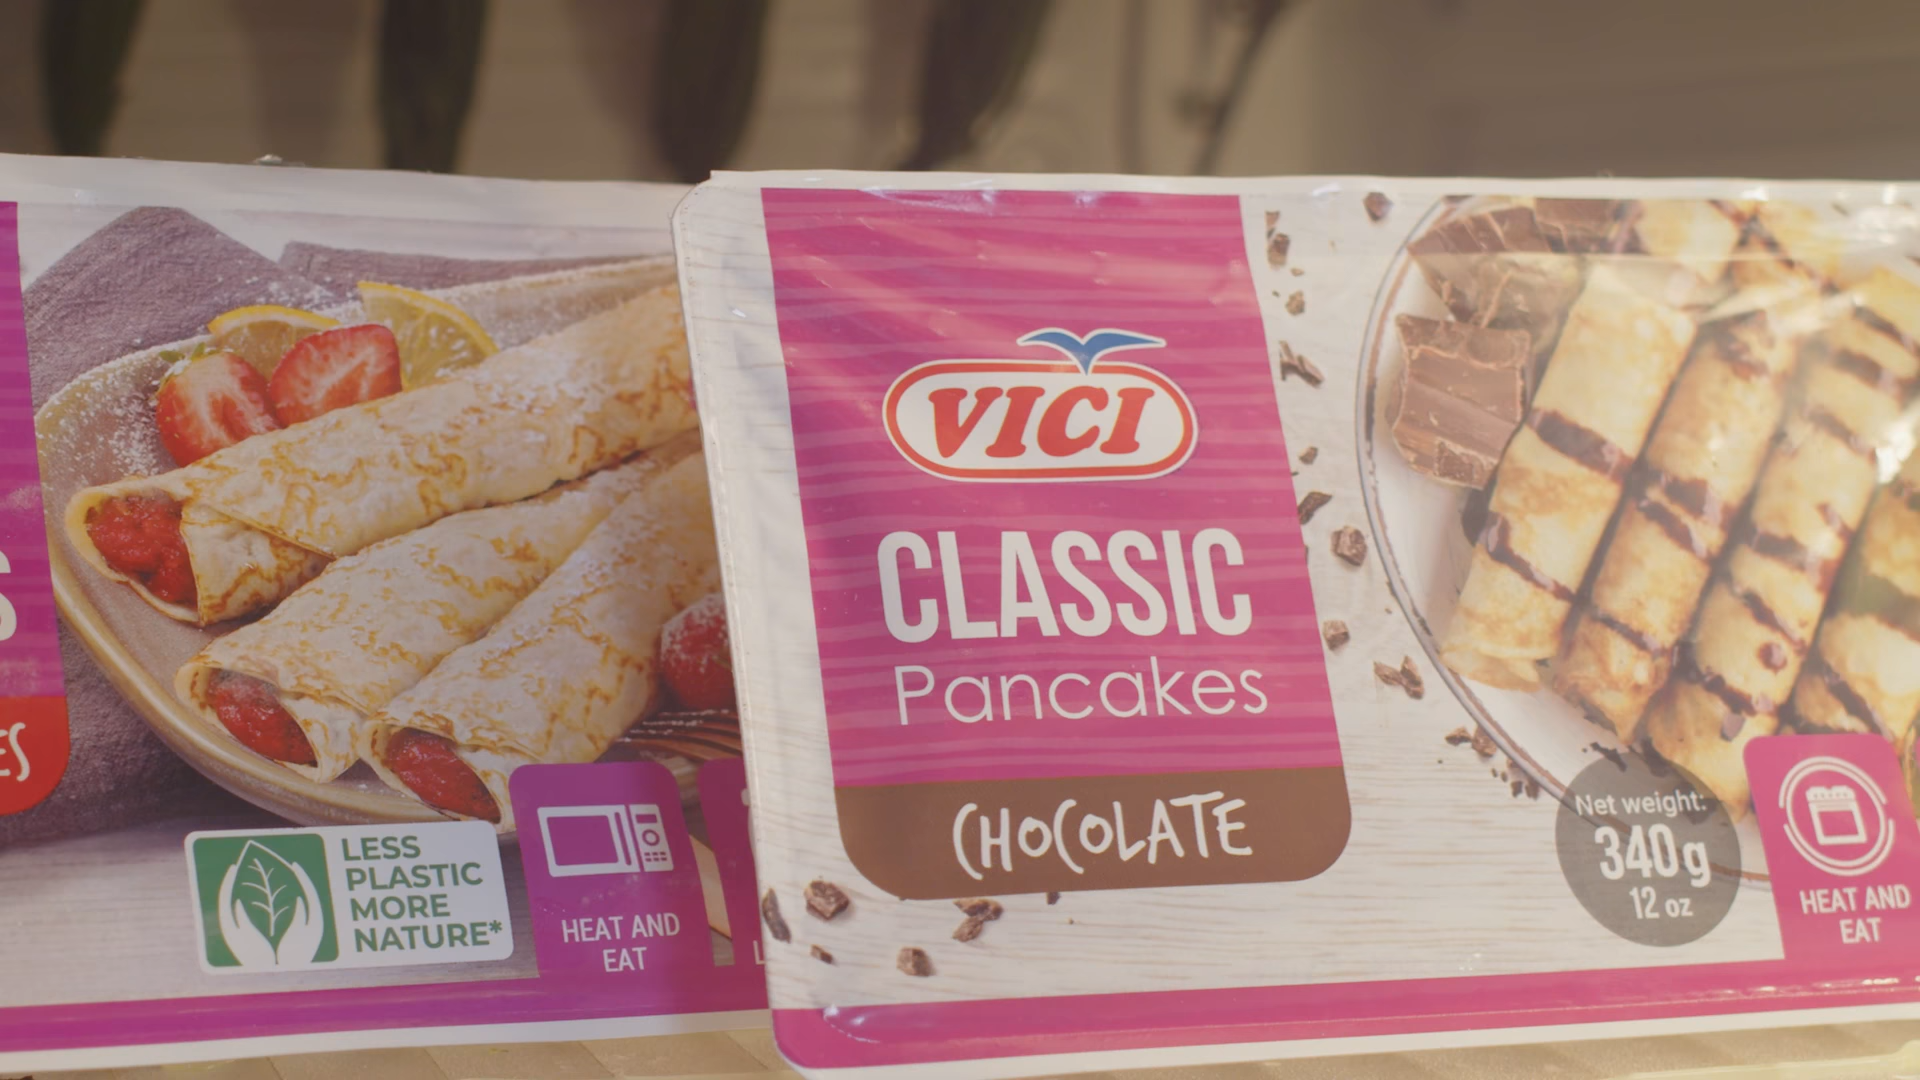 LESS
PLASTIC
MORE
NATURE*
HEAT AND
EAT
VICI
CLASSIC
Pancakes
CHOCOLATE
Net weight:
340g
12 oz
HEAT AND
EAT